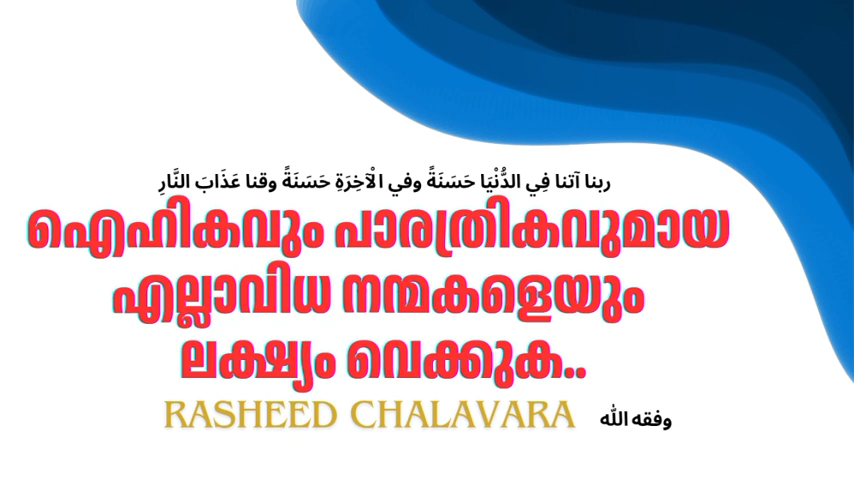 ربنا آتنا فِي الدُّنْيَا حَسَنَةً وفي الْآخِرَةِ حَسَنَةً وقنا عَذَابَ النَّارِ
ഐഹികവും പാരത്രികവുമായ
എല്ലാവിധ നന്മകളെയും
ലക്ഷ്യം വെക്കുക..
RASHEED CHALAVARA وفقه الله